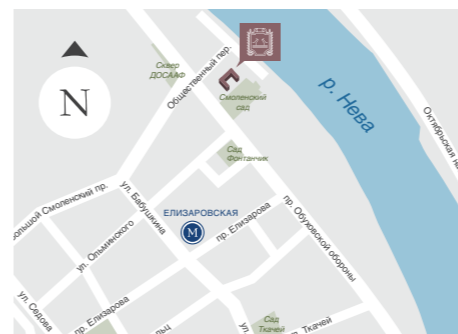 Сквер
ДОСААФ
Общественный пер.
Смоленский
сад
р. Нева
Октябрьская
N
Сад
Фонтанчик
Большой Смоленский пр.
ул. Бабушкина
ЕЛИЗАРОВСКАЯ
М
ул. Ольминского
пр. Елизарова
пр. Обуховской обороны
ул. Седова
пр. Елизарова
Сад
Ткачей
Ткачей
ул.